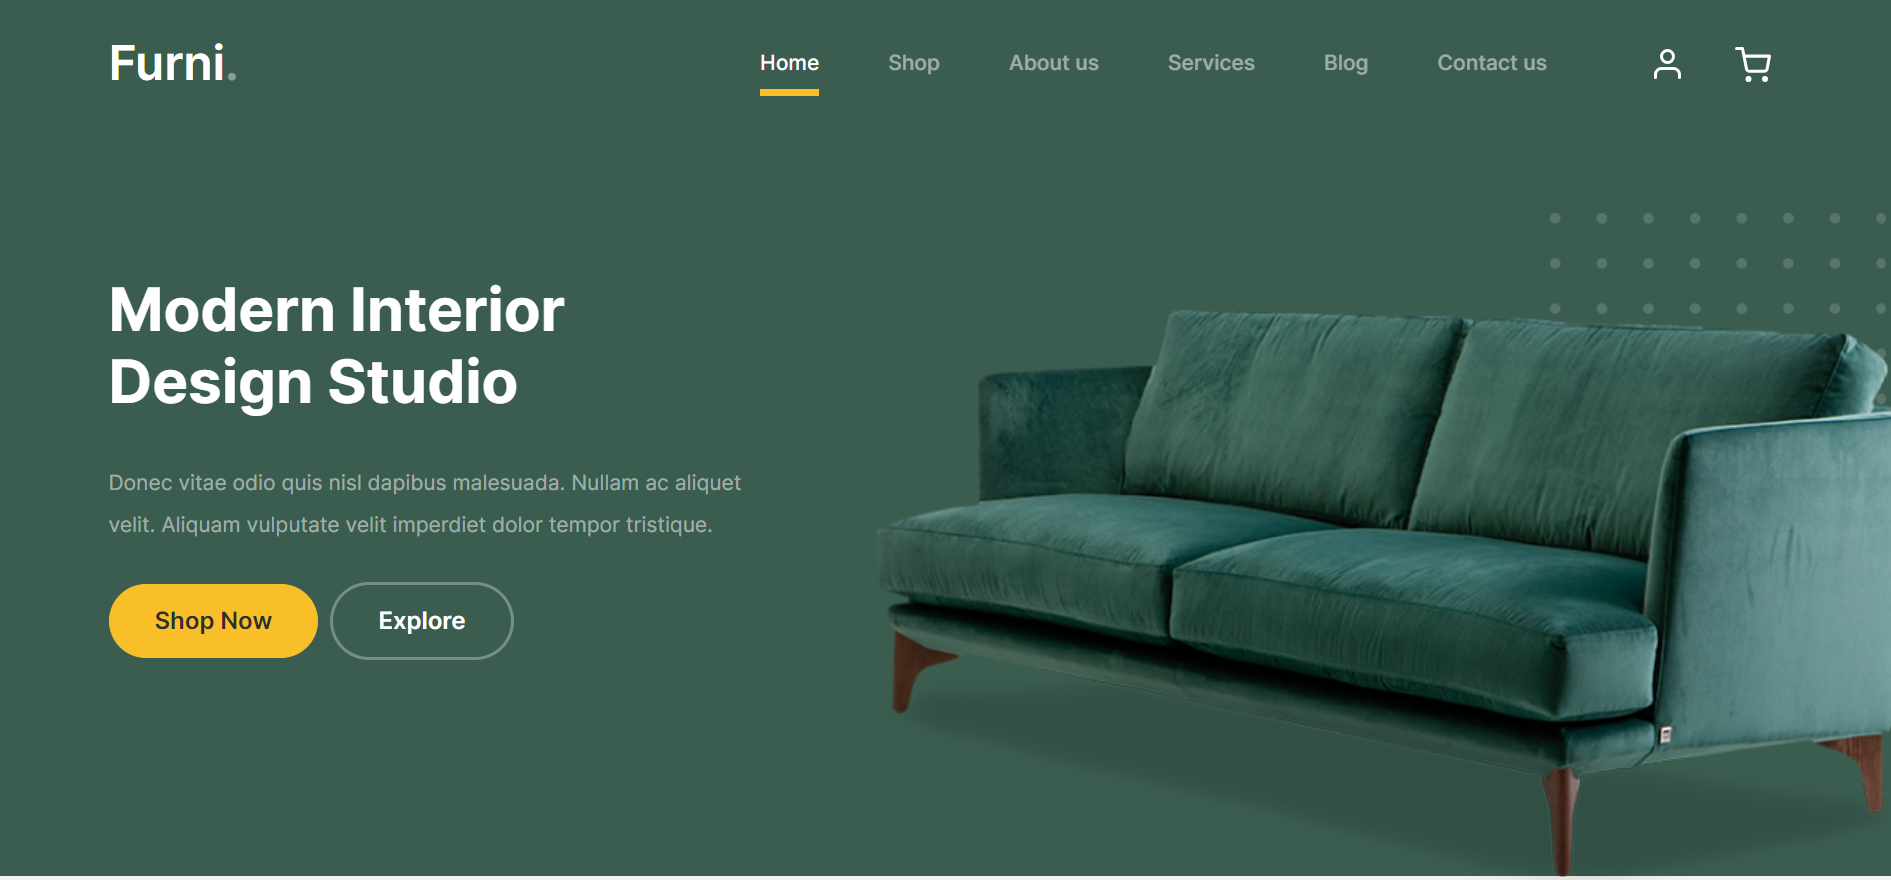 Furni.
Home Shop About us Services Blog Contact us
Modern Interior
Design Studio
Donec vitae odio quis nisl dapibus malesuada. Nullam ac aliquet
velit. Aliquam vulputate velit imperdiet dolor tempor tristique.
Shop Now Explore